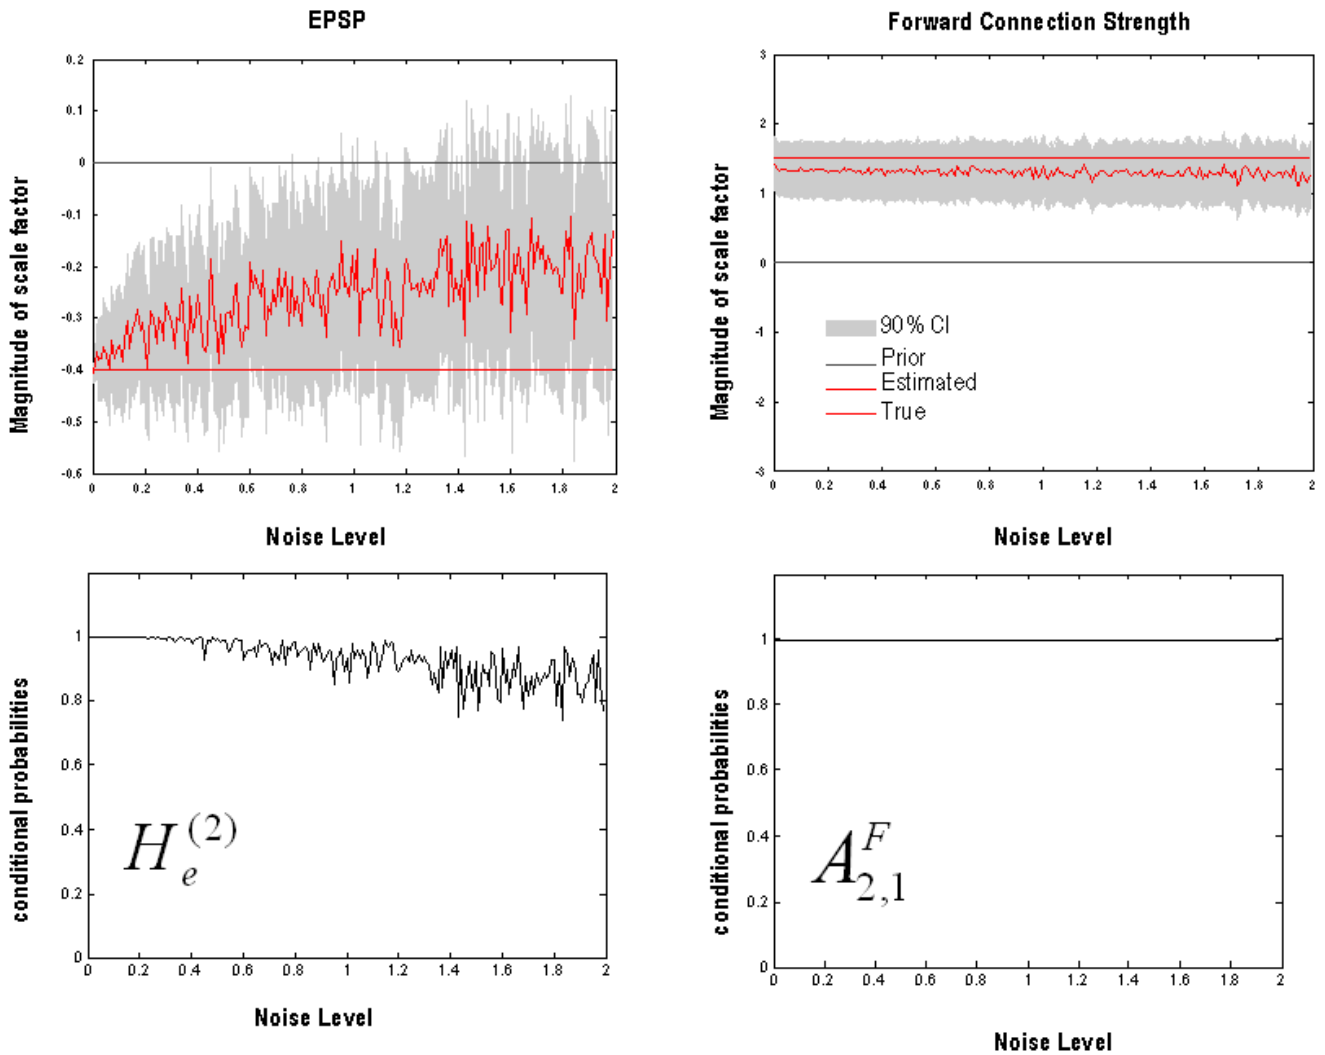 EPSP
Magnitude of scale factor
0.2
0.1
0
-0.1
-0.2
-0.3
-0.4
-0.5
-0.6
0 0.2 0.4 0.6 0.8 1 1.2 1.4 1.6 1.8 2
Noise Level
Forward Connection Strength
Magnitude of scale factor
3
2
1
0
-1
-2
-3
90% CI
Prior
Estimated
True
0 0.2 0.4 0.6 0.8 1 1.2 1.4 1.6 1.8 2
Noise Level
conditional probabilities
1
0.8
0.6
0.4
0.2
0
H_e^{(2)}
0 0.2 0.4 0.6 0.8 1 1.2 1.4 1.6 1.8 2
Noise Level
conditional probabilities
1
0.8
0.6
0.4
0.2
0
A_{2,1}^F
0 0.2 0.4 0.6 0.8 1 1.2 1.4 1.6 1.8 2
Noise Level